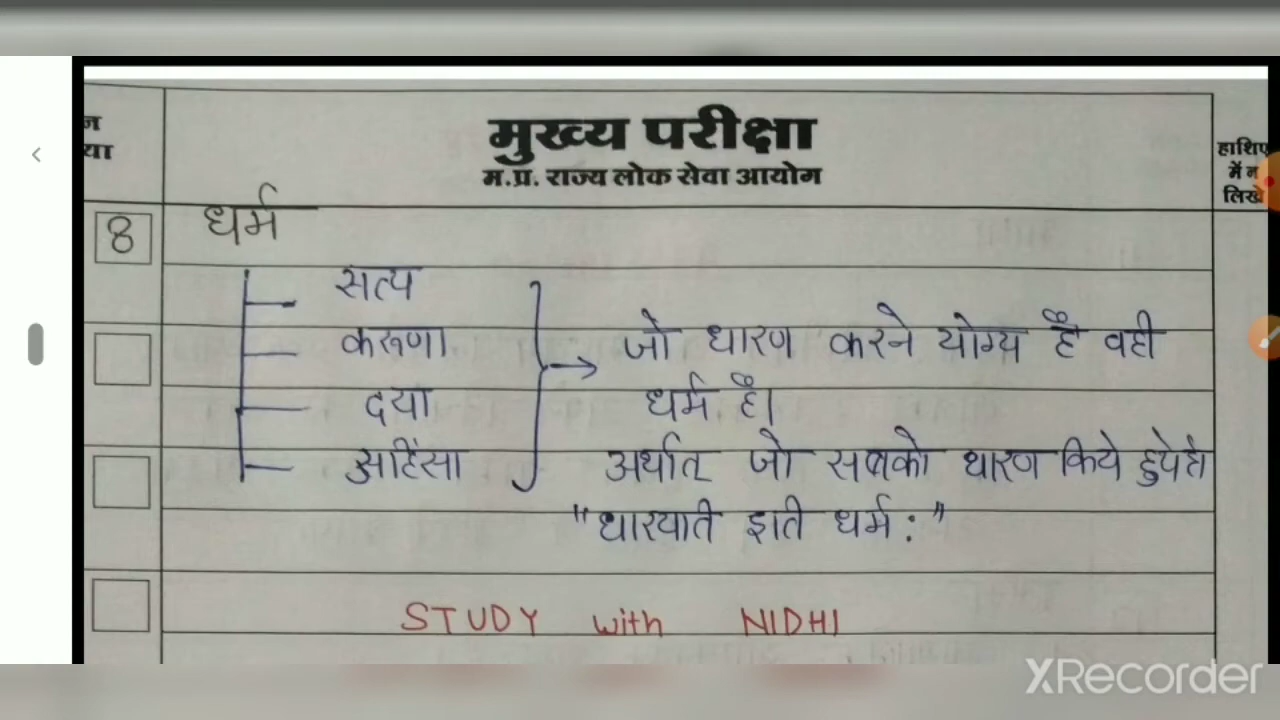 न
या
मुख्य परीक्षा
म.प्र. राज्य लोक सेवा आयोग
हाशिए
में न
लिखें
8
धर्म
सत्य
करूणा
दया
अहिंसा
जो धारण करने योग्य है वही
धर्म है।
अर्थात् जो सबको धारण किये हुये है।
"धारयति इति धर्म:"
STUDY with NIDHI
XRecorder